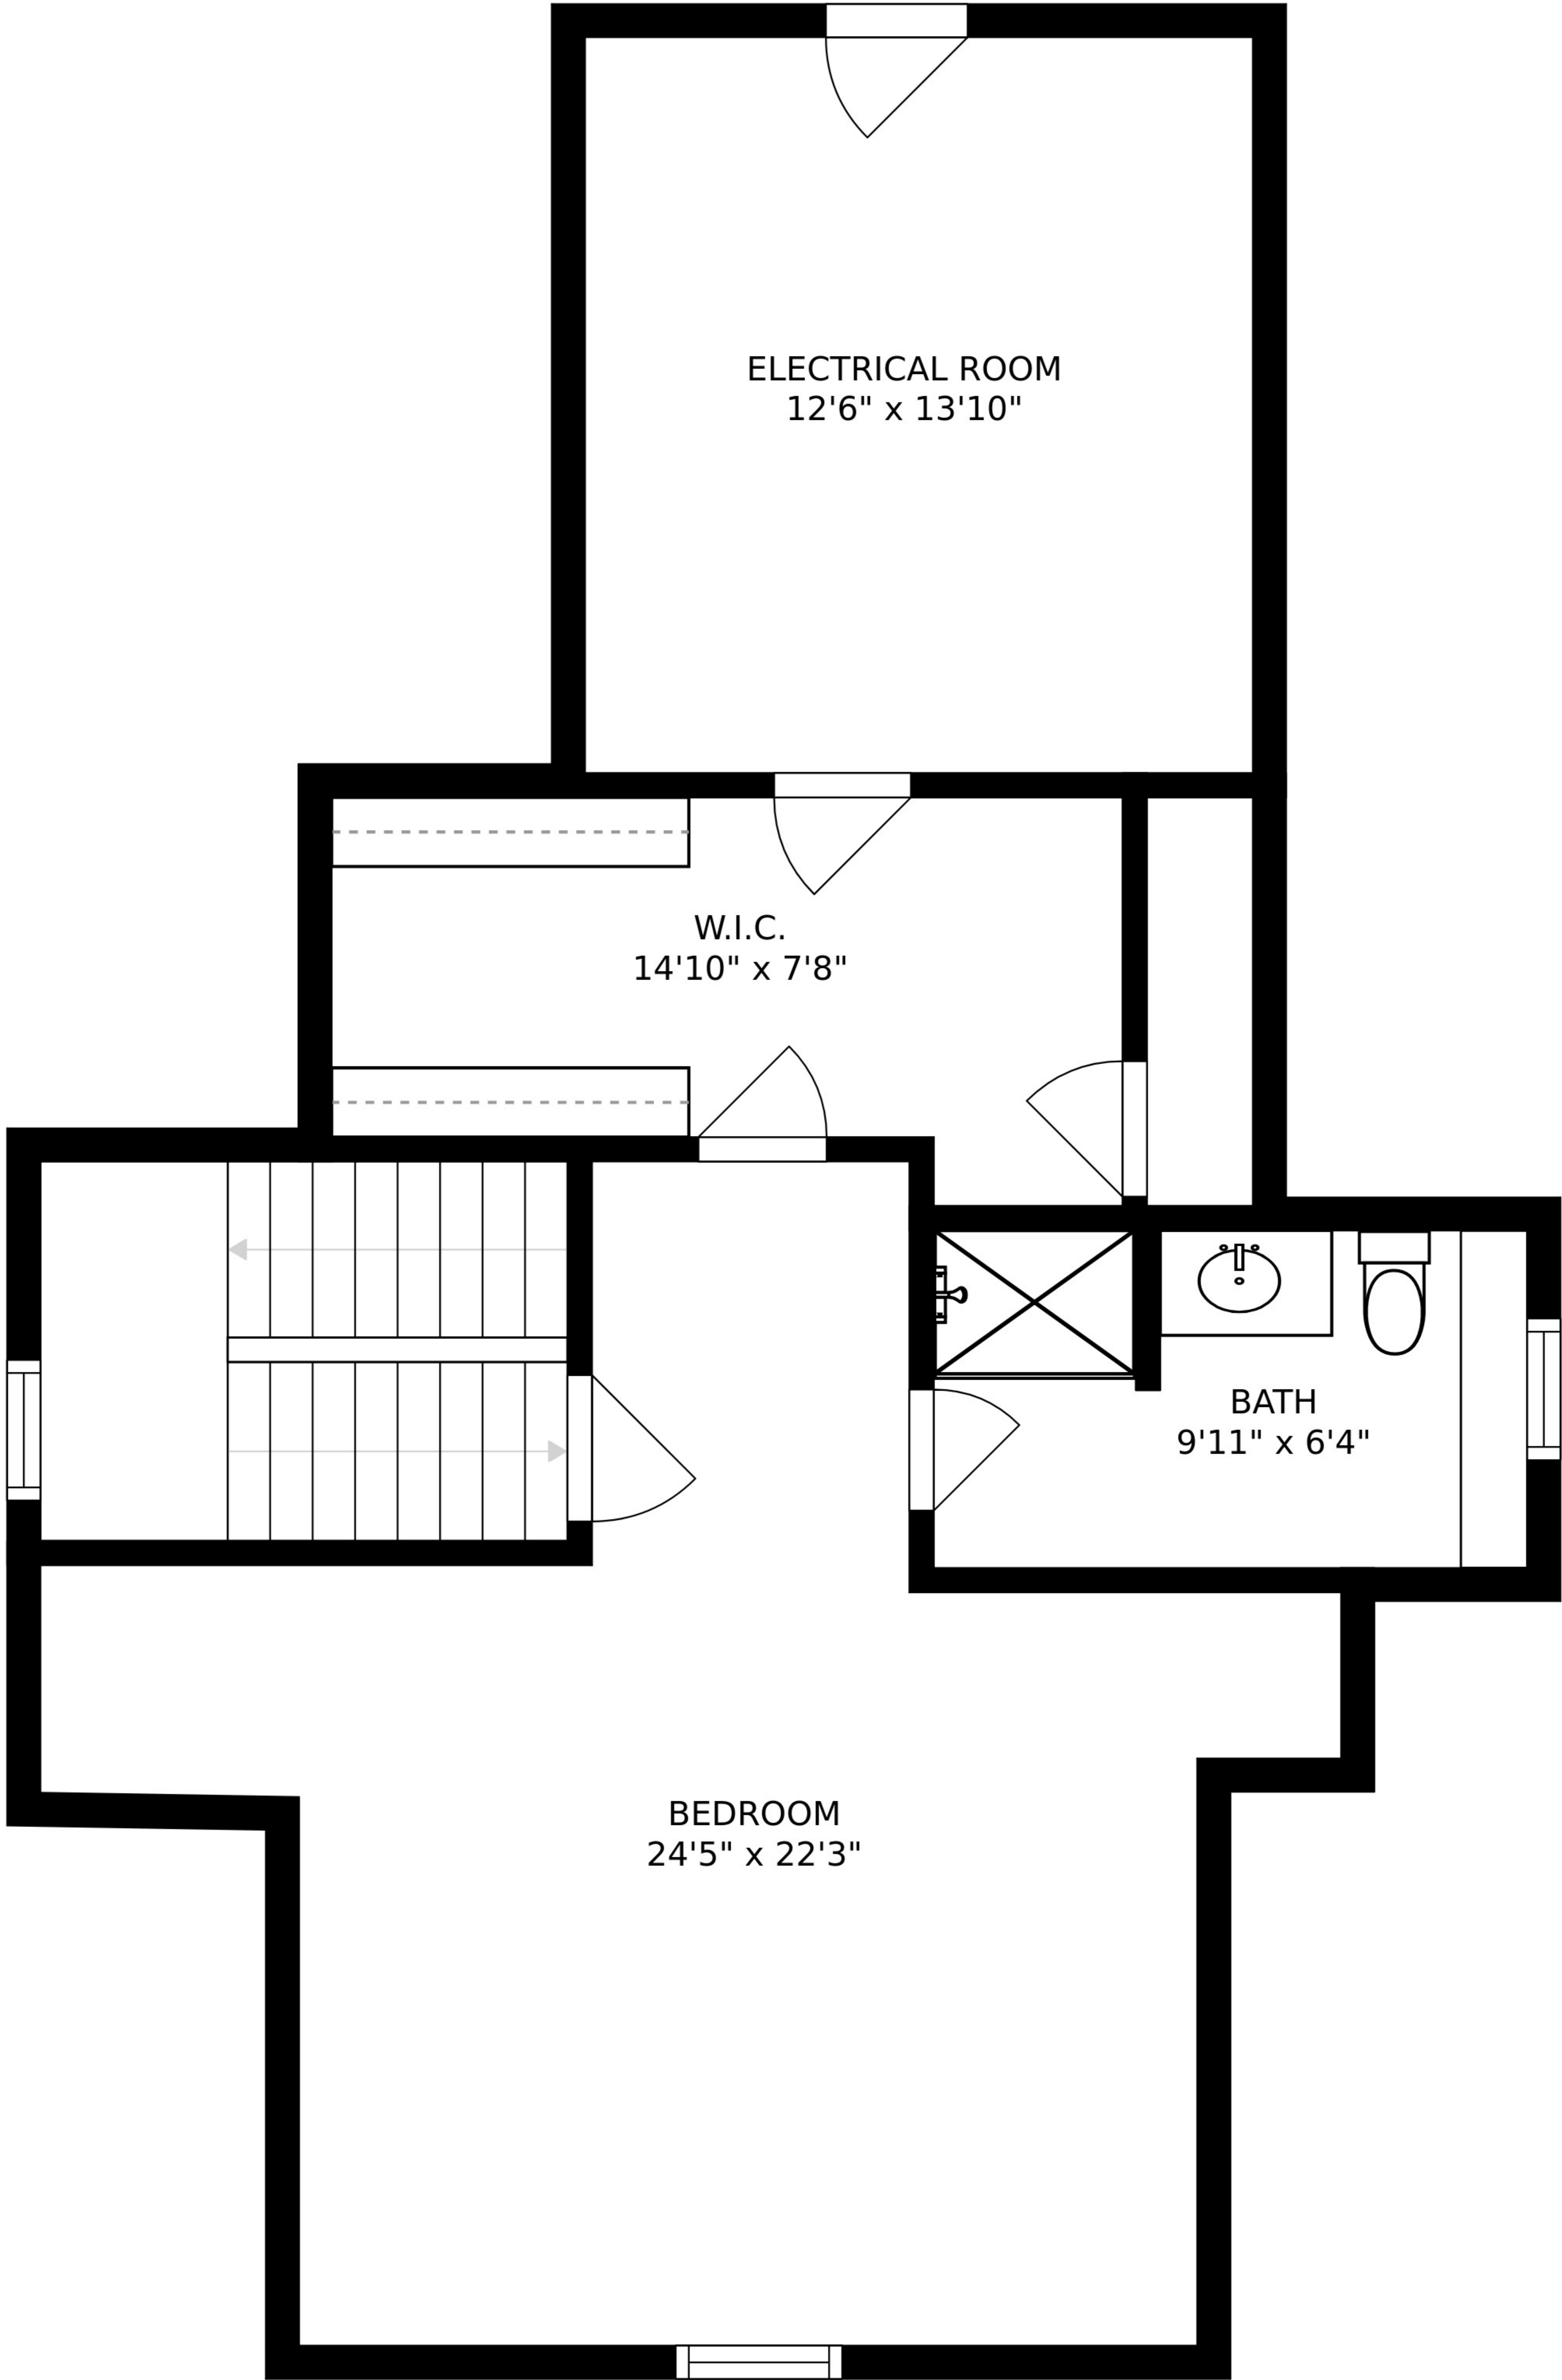 ELECTRICAL ROOM
12'6" x 13'10"
W.I.C.
14'10" x 7'8"
BATH
9'11" x 6'4"
BEDROOM
24'5" x 22'3"